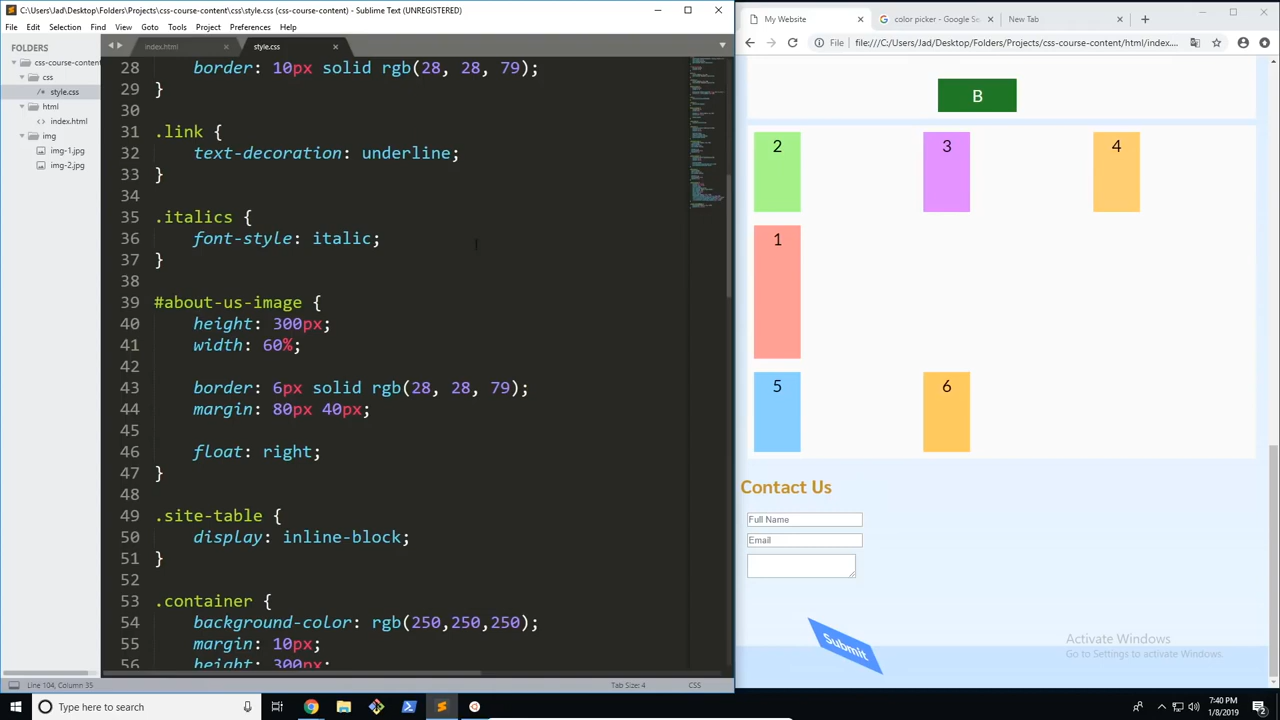 C:\Users\Jad\Desktop\Folders\Projects\css-course-content\css\style.css (css-course-content) - Sublime Text (UNREGISTERED)
File Edit Selection Find View Goto Tools Project Preferences Help
FOLDERS
css-course-content
css
style.css
html
index.html
img
img-1.jpg
img-2.jpg
index.html style.css
28 border: 10px solid rgb(28, 28, 79);
29 }
30
31 .link {
32 text-decoration: underline;
33 }
34
35 .italics {
36 font-style: italic;
37 }
38
39 #about-us-image {
40 height: 300px;
41 width: 60%;
42
43 border: 6px solid rgb(28, 28, 79);
44 margin: 80px 40px;
45
46 float: right;
47 }
48
49 .site-table {
50 display: inline-block;
51 }
52
53 .container {
54 background-color: rgb(250,250,250);
55 margin: 10px;
56 height: 300px;
Line 104, Column 35 Tab Size: 4 CSS
My Website color picker - Google Se New Tab
File file:///C:/Users/Jad/Desktop/Folders/Projects/css-course-content/html/index....
B
2 3 4
1
5 6
Contact Us
Full Name
Email
Submit
Activate Windows
Go to Settings to activate Windows.
Type here to search
7:40 PM
1/8/2019
2